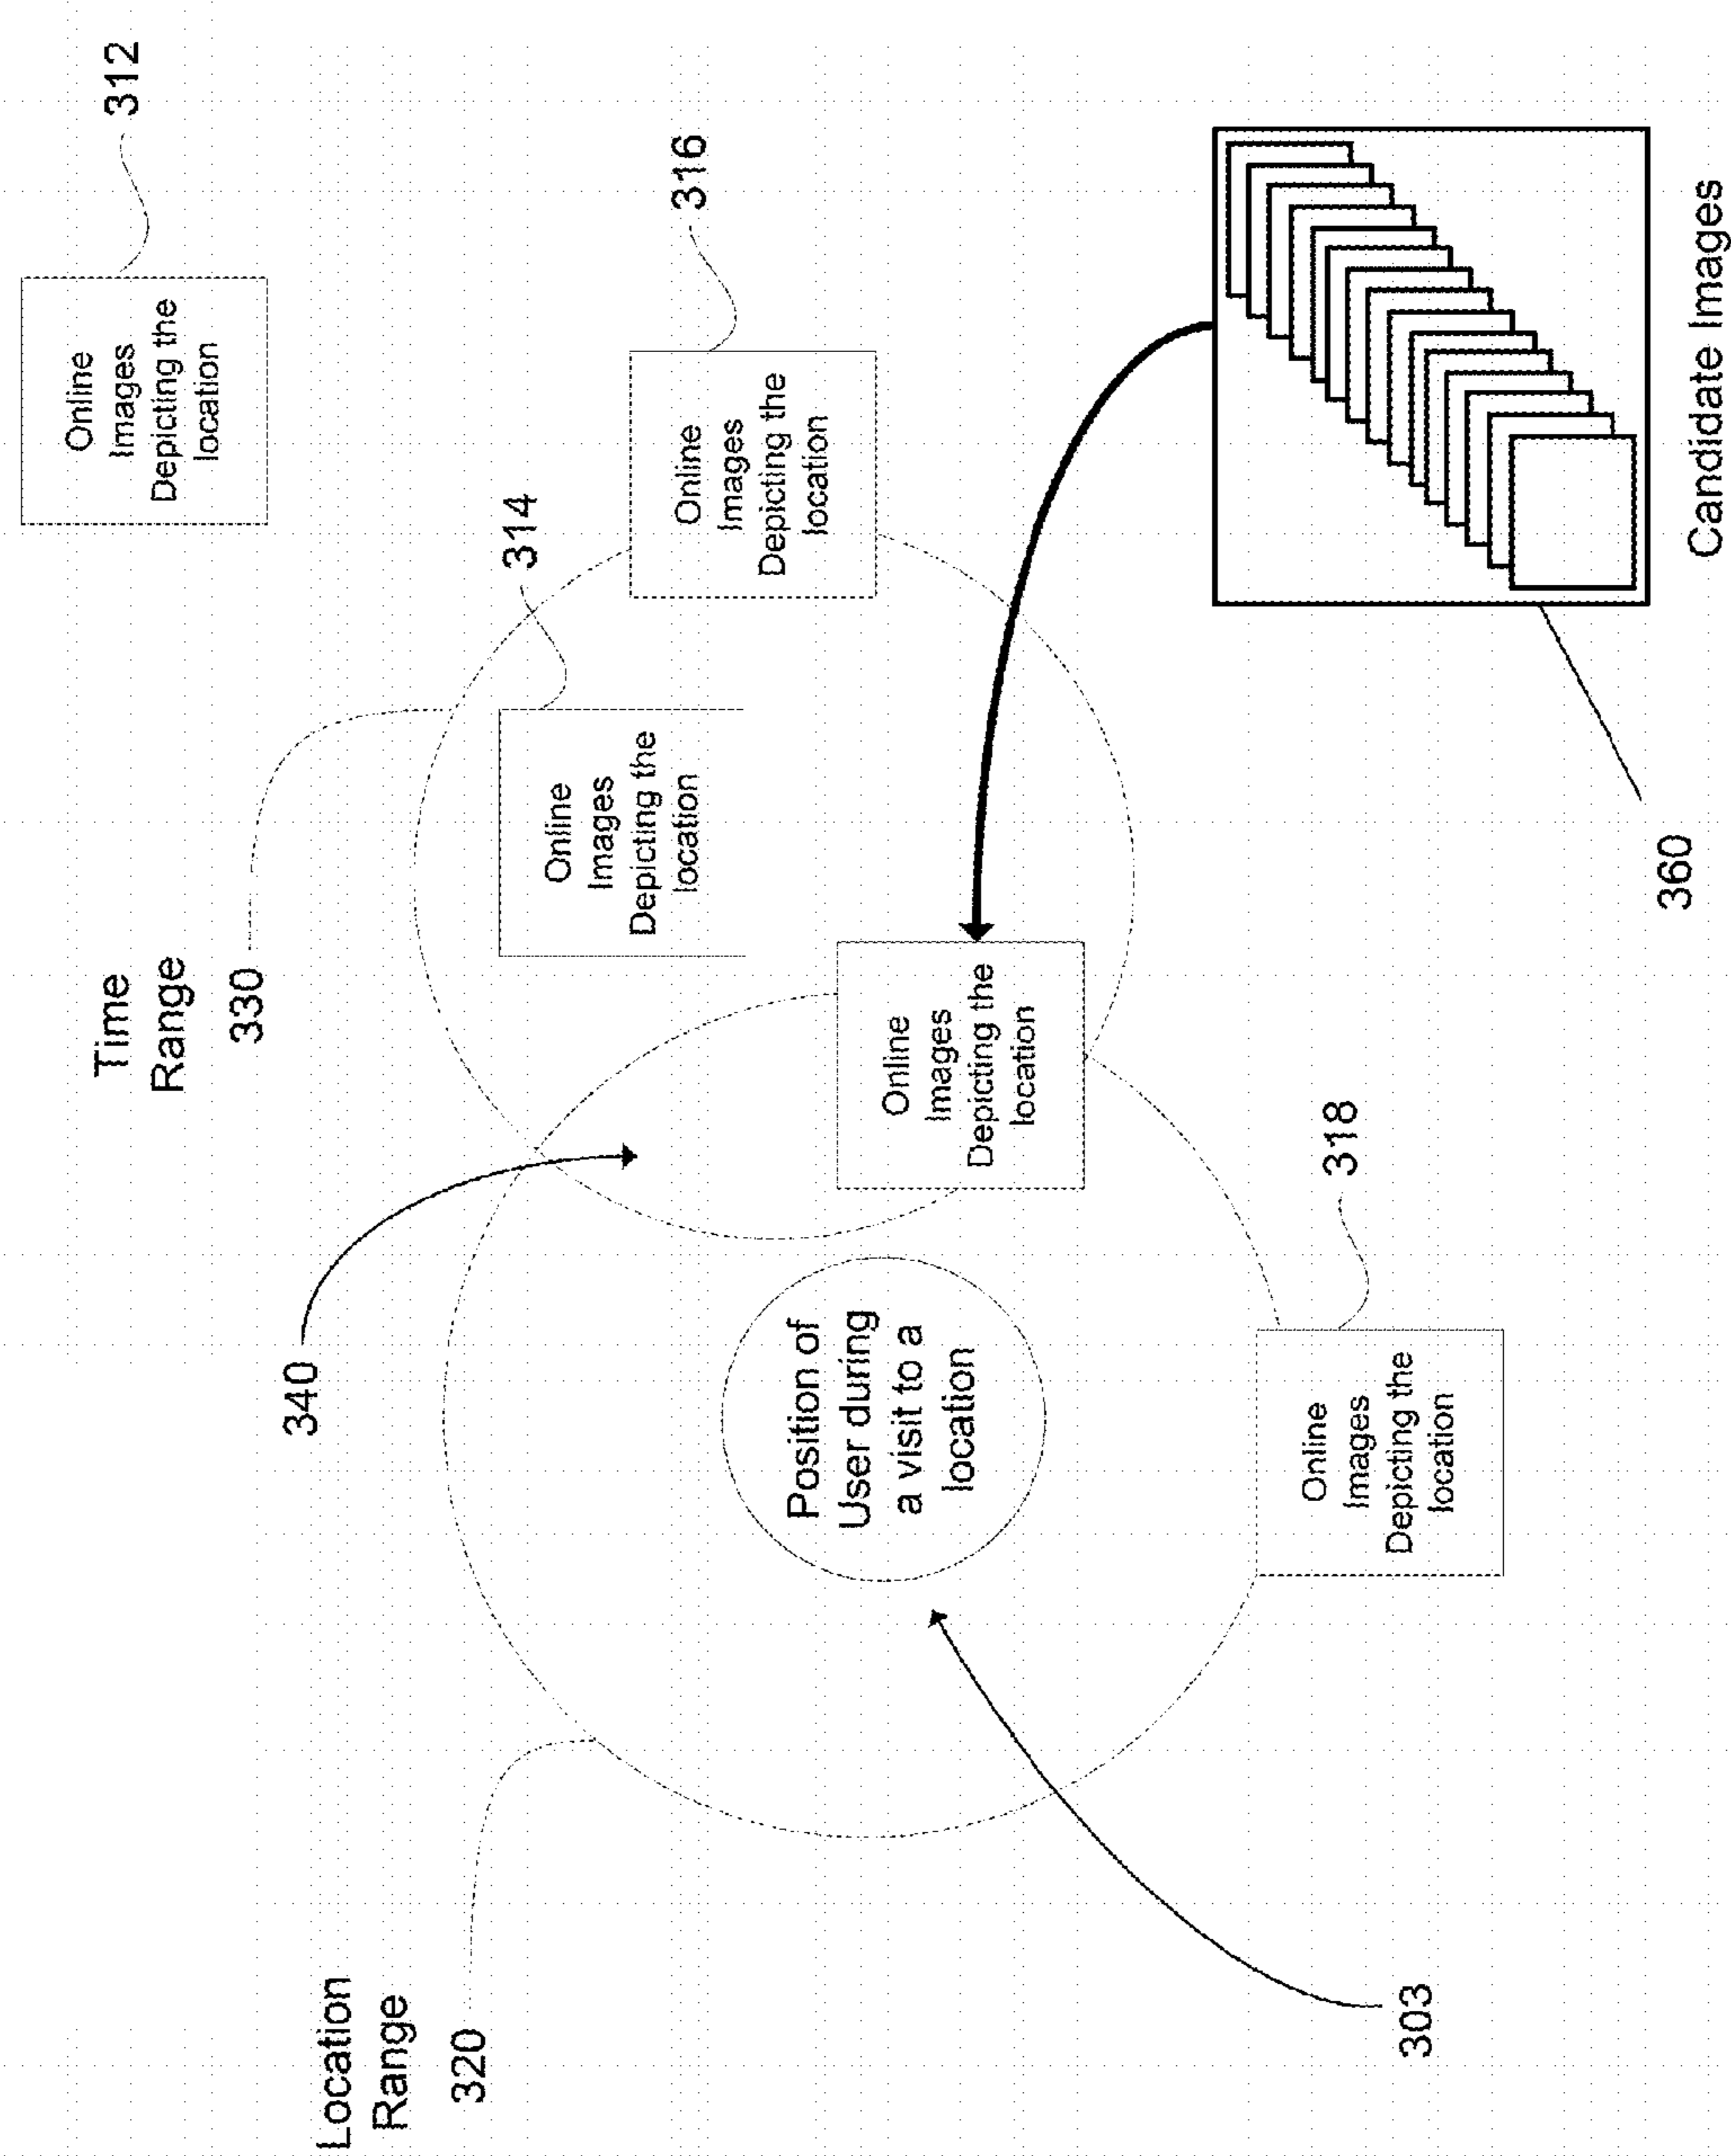 Location
Range
320
Time
Range
330
340
303
Position of
User during
a visit to a
location
Online
Images
Depicting the
location
312
Online
Images
Depicting the
location
314
Online
Images
Depicting the
location
316
Online
Images
Depicting the
location
Online
Images
Depicting the
location
318
360
Candidate Images